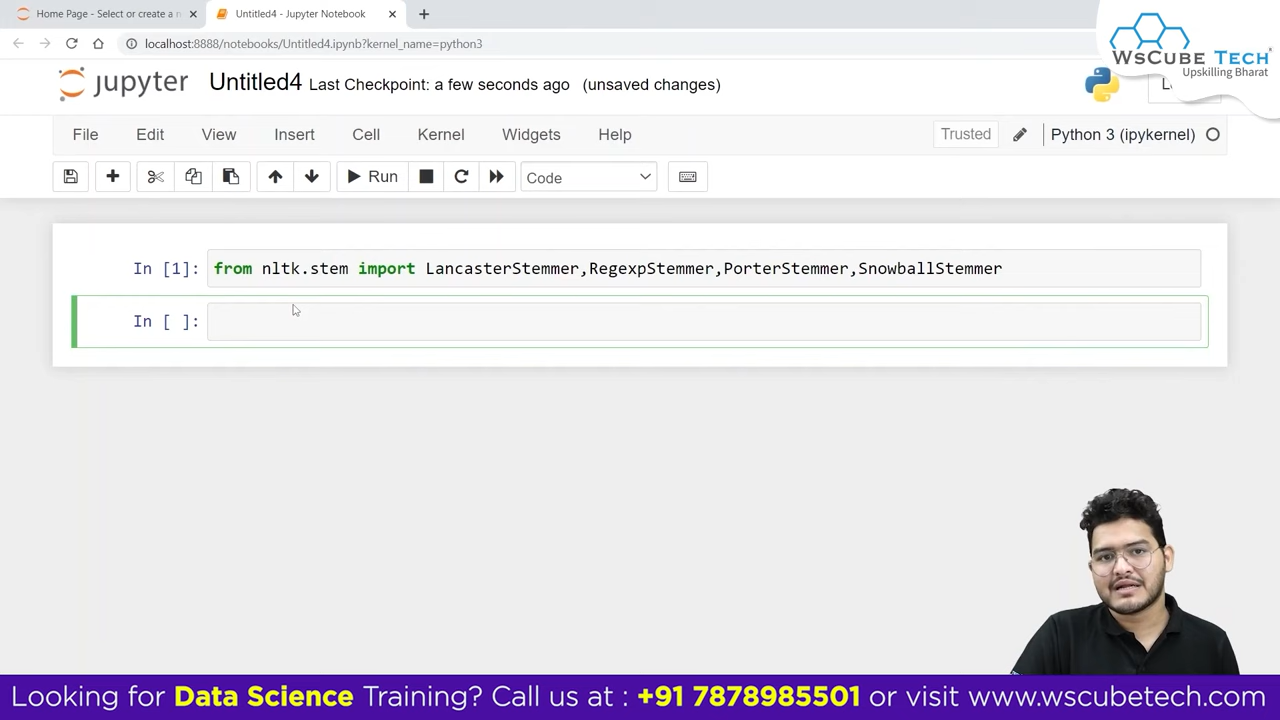 Home Page - Select or create a n
Untitled4 - Jupyter Notebook
localhost:8888/notebooks/Untitled4.ipynb?kernel_name=python3
WsCube Tech
Upskilling Bharat
jupyter Untitled4 Last Checkpoint: a few seconds ago (unsaved changes)
File Edit View Insert Cell Kernel Widgets Help Trusted Python 3 (ipykernel)
Run Code
In [1]: from nltk.stem import LancasterStemmer,RegexpStemmer,PorterStemmer,SnowballStemmer
In [ ]:
Looking for Data Science Training? Call us at : +91 7878985501 or visit www.wscubetech.com